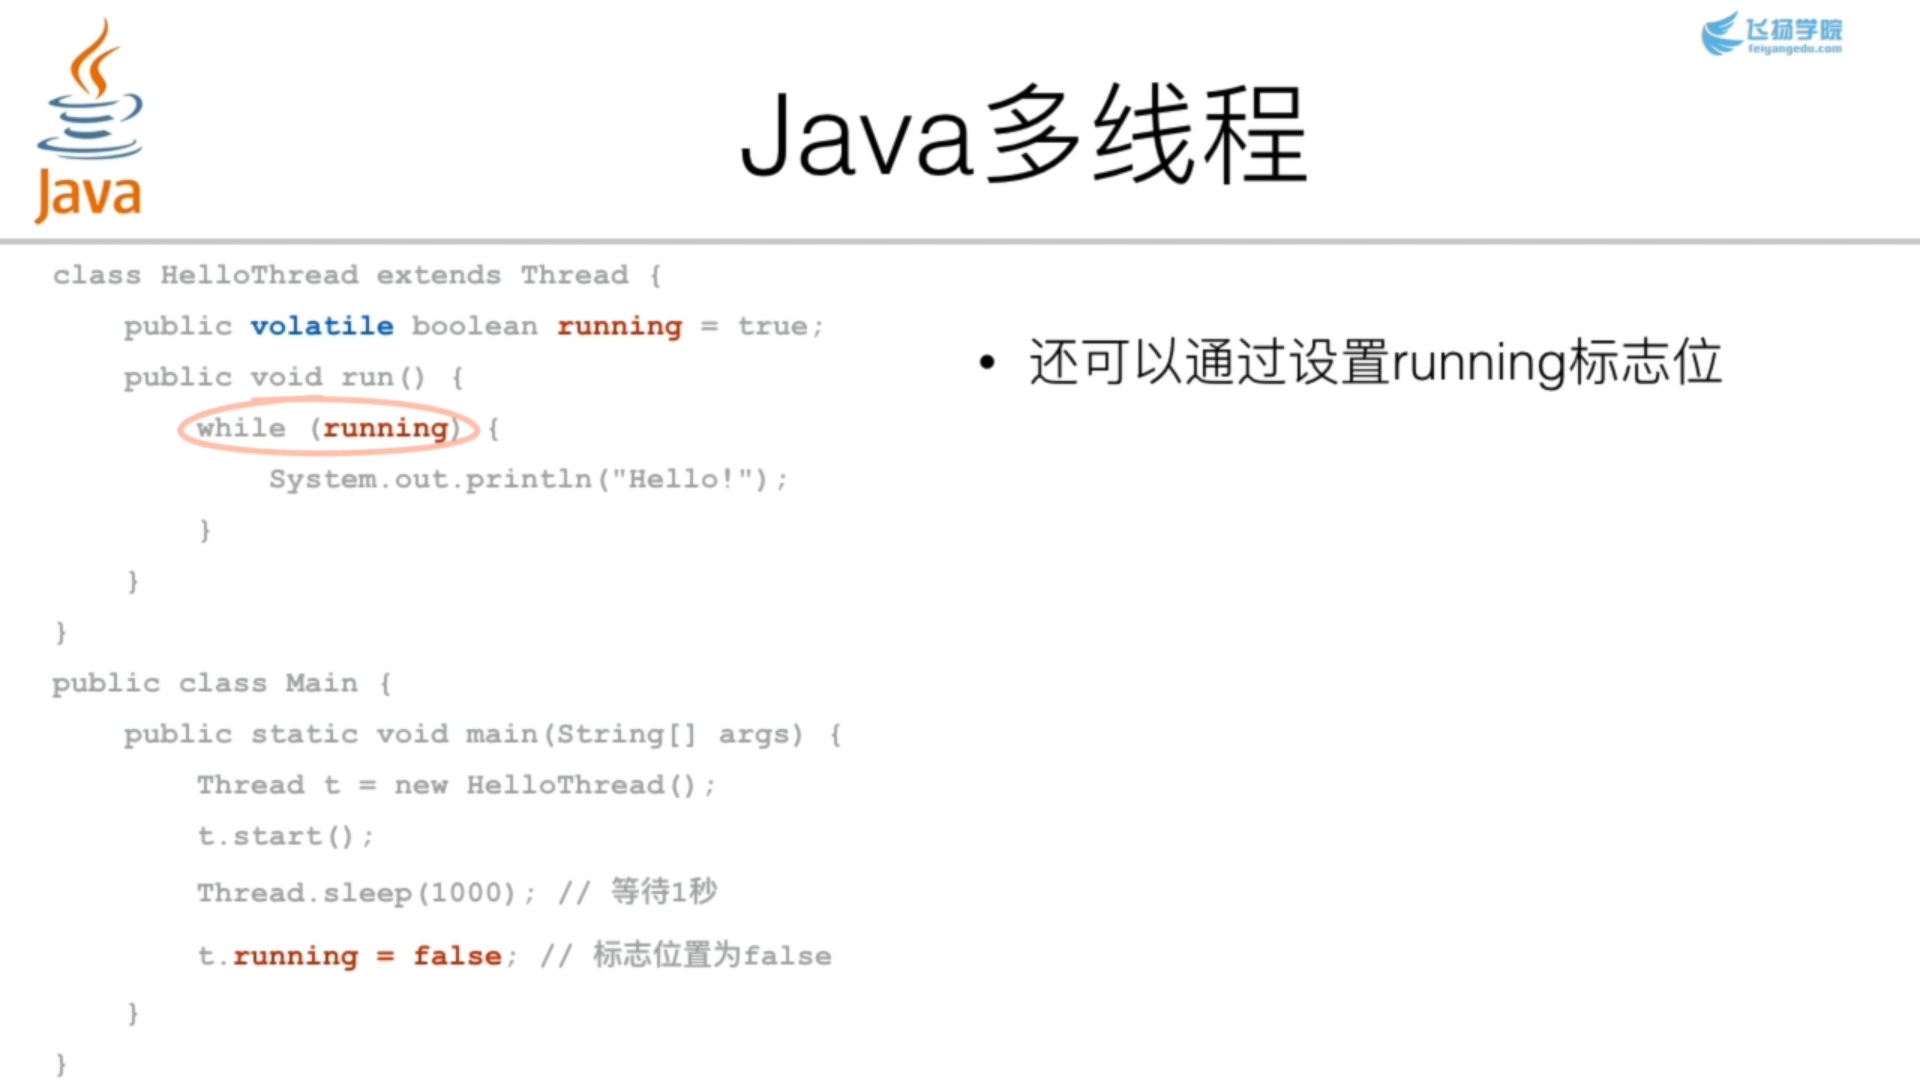 Java
飞扬学院
feiyangedu.com
Java多线程
class HelloThread extends Thread {
    public volatile boolean running = true;
    public void run() {
        while (running) {
            System.out.println("Hello!");
        }
    }
}
public class Main {
    public static void main(String[] args) {
        Thread t = new HelloThread();
        t.start();
        Thread.sleep(1000); // 等待1秒
        t.running = false; // 标志位置为false
    }
}
• 还可以通过设置running标志位